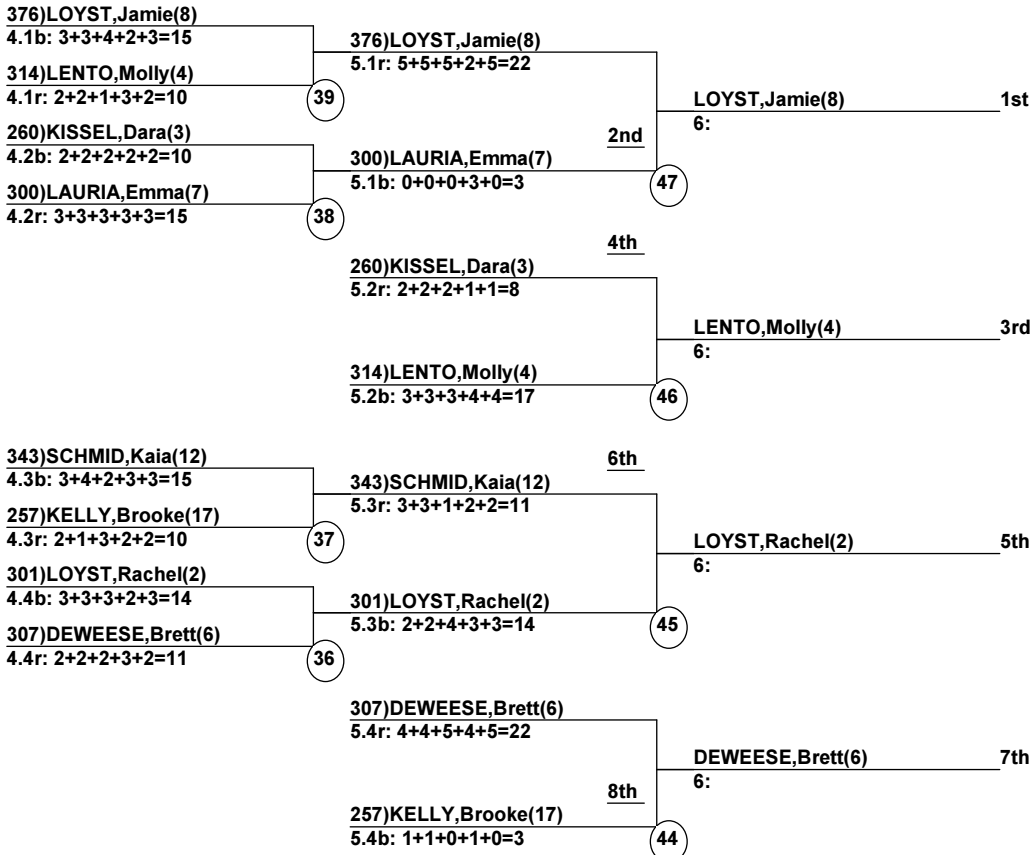 376)LOYST,Jamie(8)
4.1b: 3+3+4+2+3=15
376)LOYST,Jamie(8)
5.1r: 5+5+5+2+5=22
314)LENTO,Molly(4)
4.1r: 2+2+1+3+2=10
39
LOYST,Jamie(8)
1st
6:
260)KISSEL,Dara(3)
4.2b: 2+2+2+2+2=10
2nd
300)LAURIA,Emma(7)
5.1b: 0+0+0+3+0=3
47
300)LAURIA,Emma(7)
4.2r: 3+3+3+3+3=15
38
4th
260)KISSEL,Dara(3)
5.2r: 2+2+2+1+1=8
LENTO,Molly(4)
3rd
6:
314)LENTO,Molly(4)
5.2b: 3+3+3+4+4=17
46
343)SCHMID,Kaia(12)
4.3b: 3+4+2+3+3=15
6th
343)SCHMID,Kaia(12)
5.3r: 3+3+1+2+2=11
257)KELLY,Brooke(17)
4.3r: 2+1+3+2+2=10
37
LOYST,Rachel(2)
5th
6:
301)LOYST,Rachel(2)
4.4b: 3+3+3+2+3=14
301)LOYST,Rachel(2)
5.3b: 2+2+4+3+3=14
45
307)DEWEESE,Brett(6)
4.4r: 2+2+2+3+2=11
36
307)DEWEESE,Brett(6)
5.4r: 4+4+5+4+5=22
DEWEESE,Brett(6)
7th
6:
8th
257)KELLY,Brooke(17)
5.4b: 1+1+0+1+0=3
44